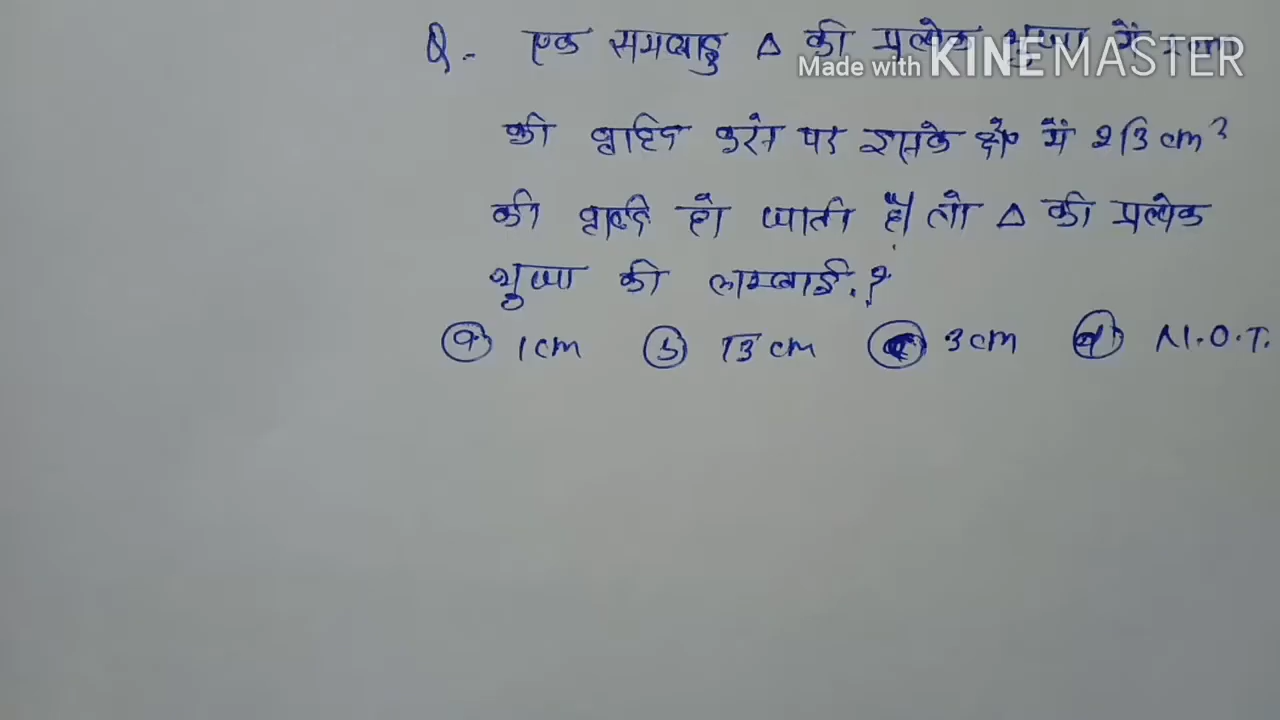 Q. एक समबाहु Δ की प्रत्येक भुजा में
Made with KINEMASTER
की वृद्धि करने पर इसके क्षे० में 2√3 cm²
की वृद्धि हो जाती है। तो Δ की प्रत्येक
भुजा की लम्बाई.?
(a) 1cm (b) √3 cm (c) 3cm (d) N.O.T.